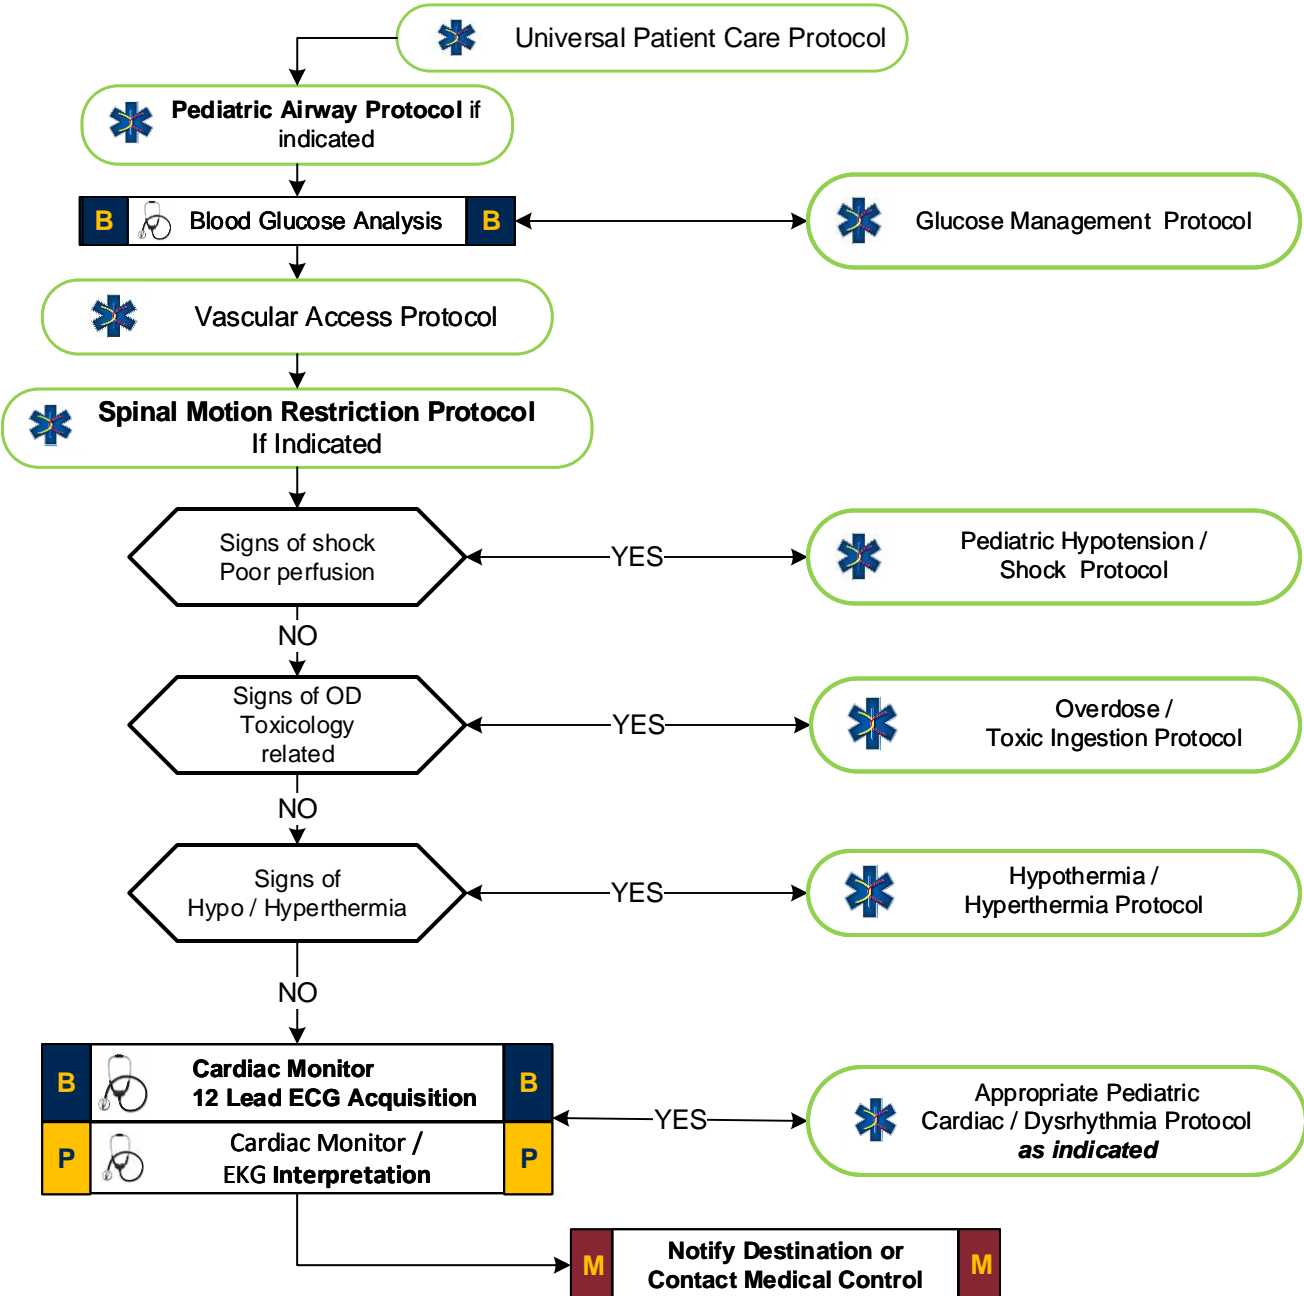 Universal Patient Care Protocol
Pediatric Airway Protocol if
indicated
B Blood Glucose Analysis B
Glucose Management Protocol
Vascular Access Protocol
Spinal Motion Restriction Protocol
If Indicated
Signs of shock
Poor perfusion
YES
Pediatric Hypotension /
Shock Protocol
NO
Signs of OD
Toxicology
related
YES
Overdose /
Toxic Ingestion Protocol
NO
Signs of
Hypo / Hyperthermia
YES
Hypothermia /
Hyperthermia Protocol
NO
B Cardiac Monitor B
12 Lead ECG Acquisition
P Cardiac Monitor / P
EKG Interpretation
YES
Appropriate Pediatric
Cardiac / Dysrhythmia Protocol
as indicated
M Notify Destination or M
Contact Medical Control